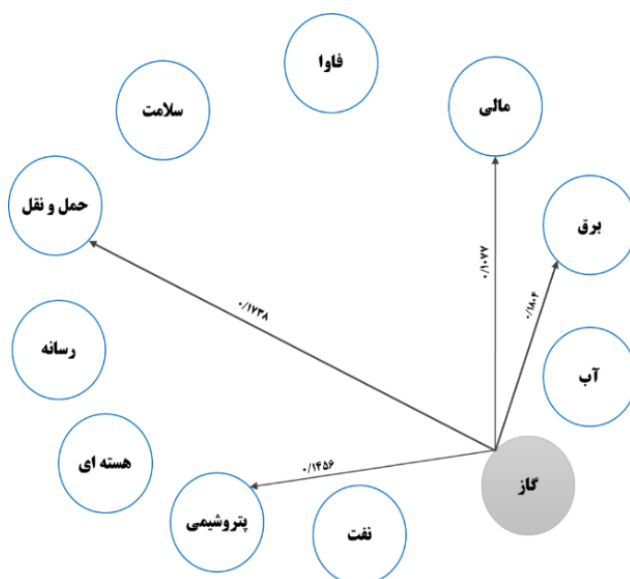 فاوا
مالی
سلامت
برق
حمل و نقل
۰/۱۰۷۷
۰/۱۸۰۴
۰/۱۷۳۸
رسانه
آب
هسته ای
۰/۱۴۵۶
گاز
پتروشیمی
نفت